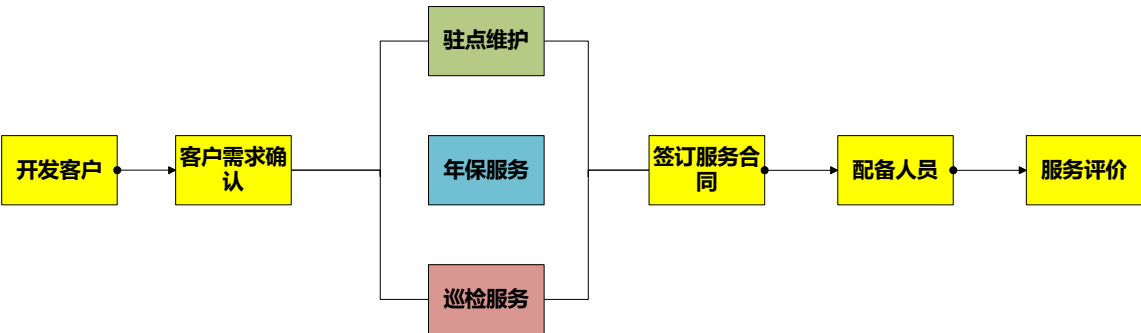 开发客户
客户需求确
认
驻点维护
年保服务
巡检服务
签订服务合
同
配备人员
服务评价